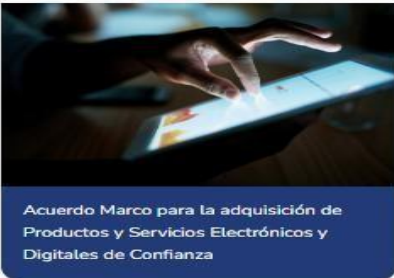 Acuerdo Marco para la adquisición de
Productos y Servicios Electrónicos y
Digitales de Confianza